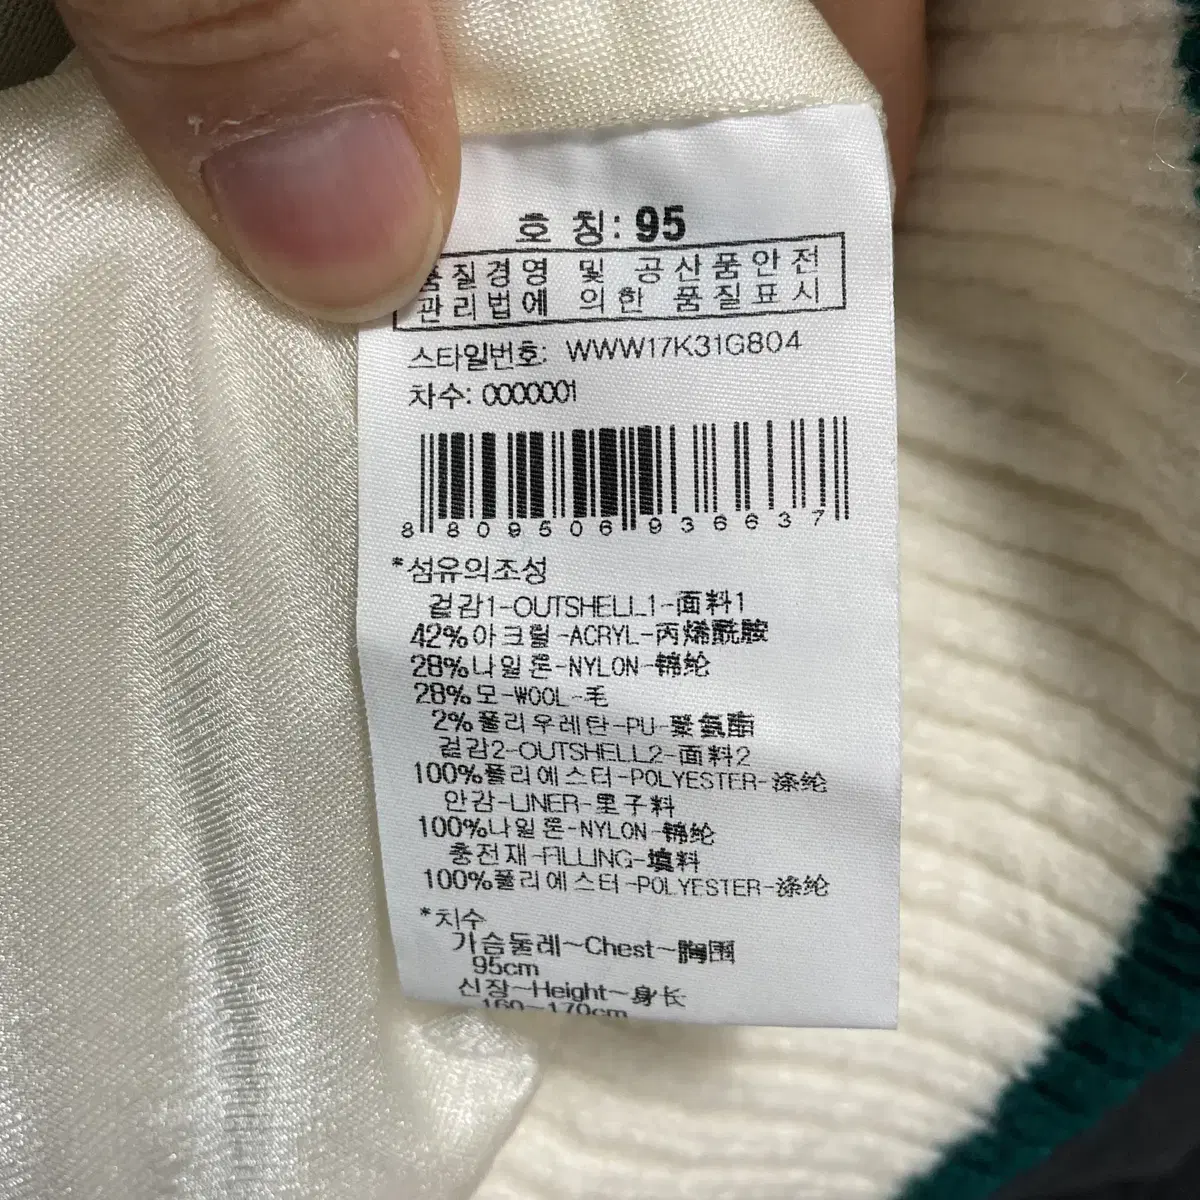 호 칭: 95
품질경영 및 공산품안전
관리법에 의한 품질표시
스타일번호: WWW17K31G804
차수: 0000001
8 809506 936637
*섬유의조성
겉감1-OUTSHELL1-面料1
42%아크릴-ACRYL-丙烯酰胺
28%나일론-NYLON-锦纶
28%모-WOOL-毛
2%폴리우레탄-PU-聚氨酯
겉감2-OUTSHELL2-面料2
100%폴리에스터-POLYESTER-涤纶
안감-LINER-里子料
100%나일론-NYLON-锦纶
충전재-FILLING-填料
100%폴리에스터-POLYESTER-涤纶
*치수
가슴둘레~Chest~胸围
95cm
신장~Height~身长
160~170cm